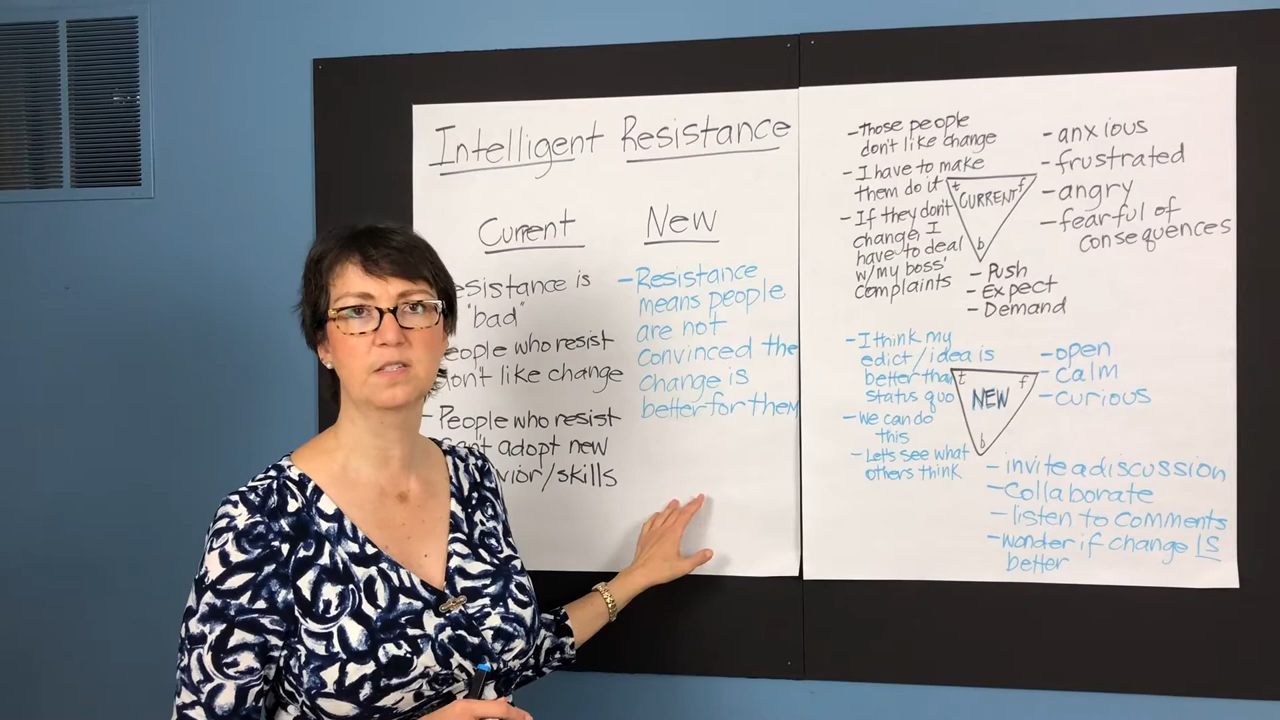 Intelligent Resistance
Current
esistance is
"bad"
eople who resist
don't like change
- People who resist
Can't adopt new
vior/skills
New
- Resistance
means people
are not
convinced the
change is
better for them
- Those people
don't like change
- I have to make
them do it
- If they don't
change, I
have to deal
w/my boss'
complaints
t CURRENT f
b
- anxious
- frustrated
- angry
- fearful of
consequences
- Push
- Expect
- Demand
- I think my
edict/idea is
better than
status quo
- We can do
this
- Let's see what
others think
t NEW f
b
- open
- calm
- curious
- invite a discussion
- Collaborate
- listen to comments
- wonder if change IS
better